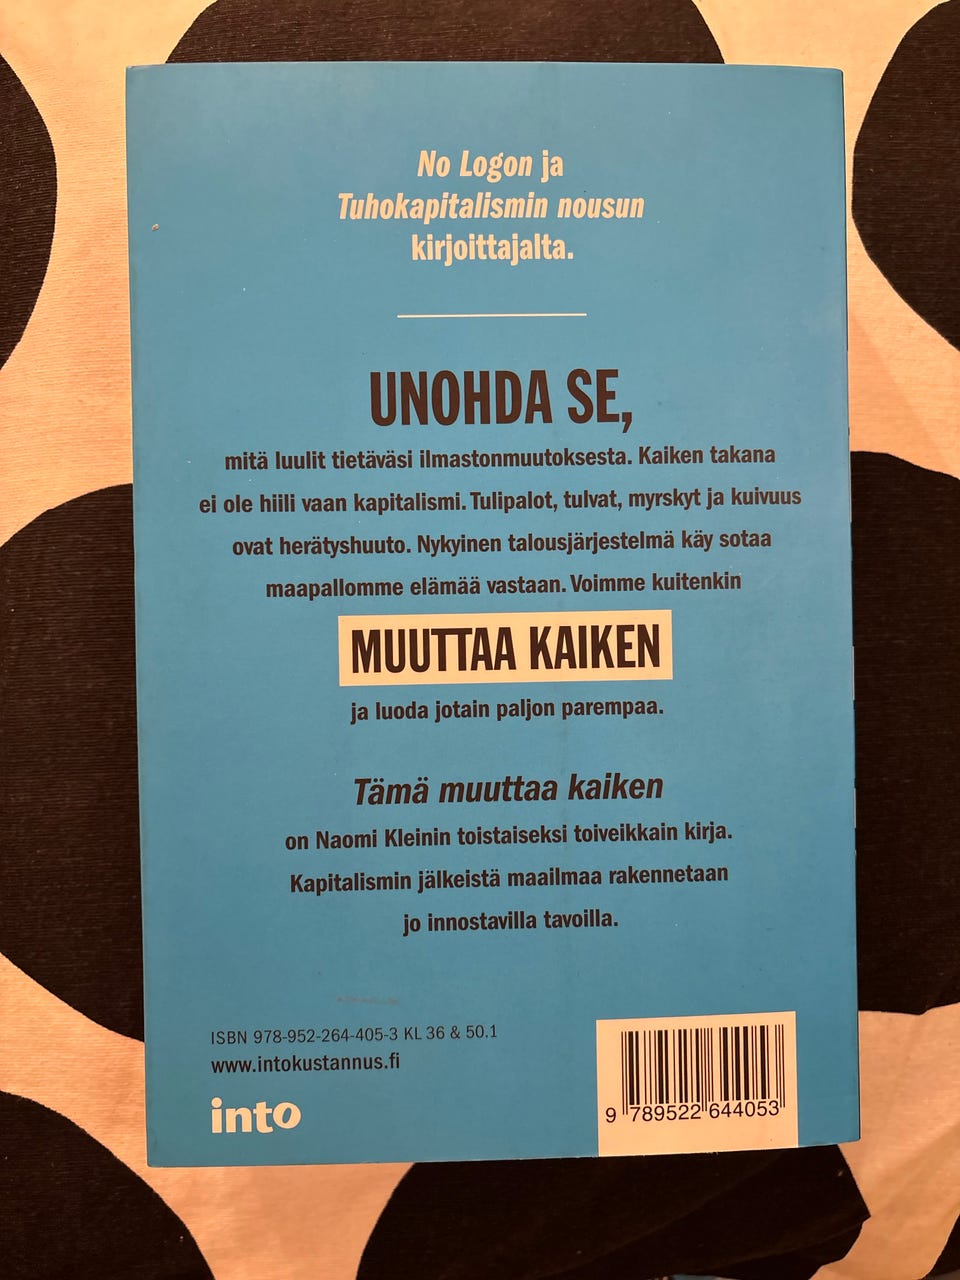 No Logon ja
Tuhokapitalismin nousun
kirjoittajalta.
UNOHDA SE,
mitä luulit tietäväsi ilmastonmuutoksesta. Kaiken takana
ei ole hiili vaan kapitalismi. Tulipalot, tulvat, myrskyt ja kuivuus
ovat herätyshuuto. Nykyinen talousjärjestelmä käy sotaa
maapallomme elämää vastaan. Voimme kuitenkin
MUUTTAA KAIKEN
ja luoda jotain paljon parempaa.
Tämä muuttaa kaiken
on Naomi Kleinin toistaiseksi toiveikkain kirja.
Kapitalismin jälkeistä maailmaa rakennetaan
jo innostavilla tavoilla.
ISBN 978-952-264-405-3 KL 36 & 50.1
www.intokustannus.fi
into
9 789522 644053